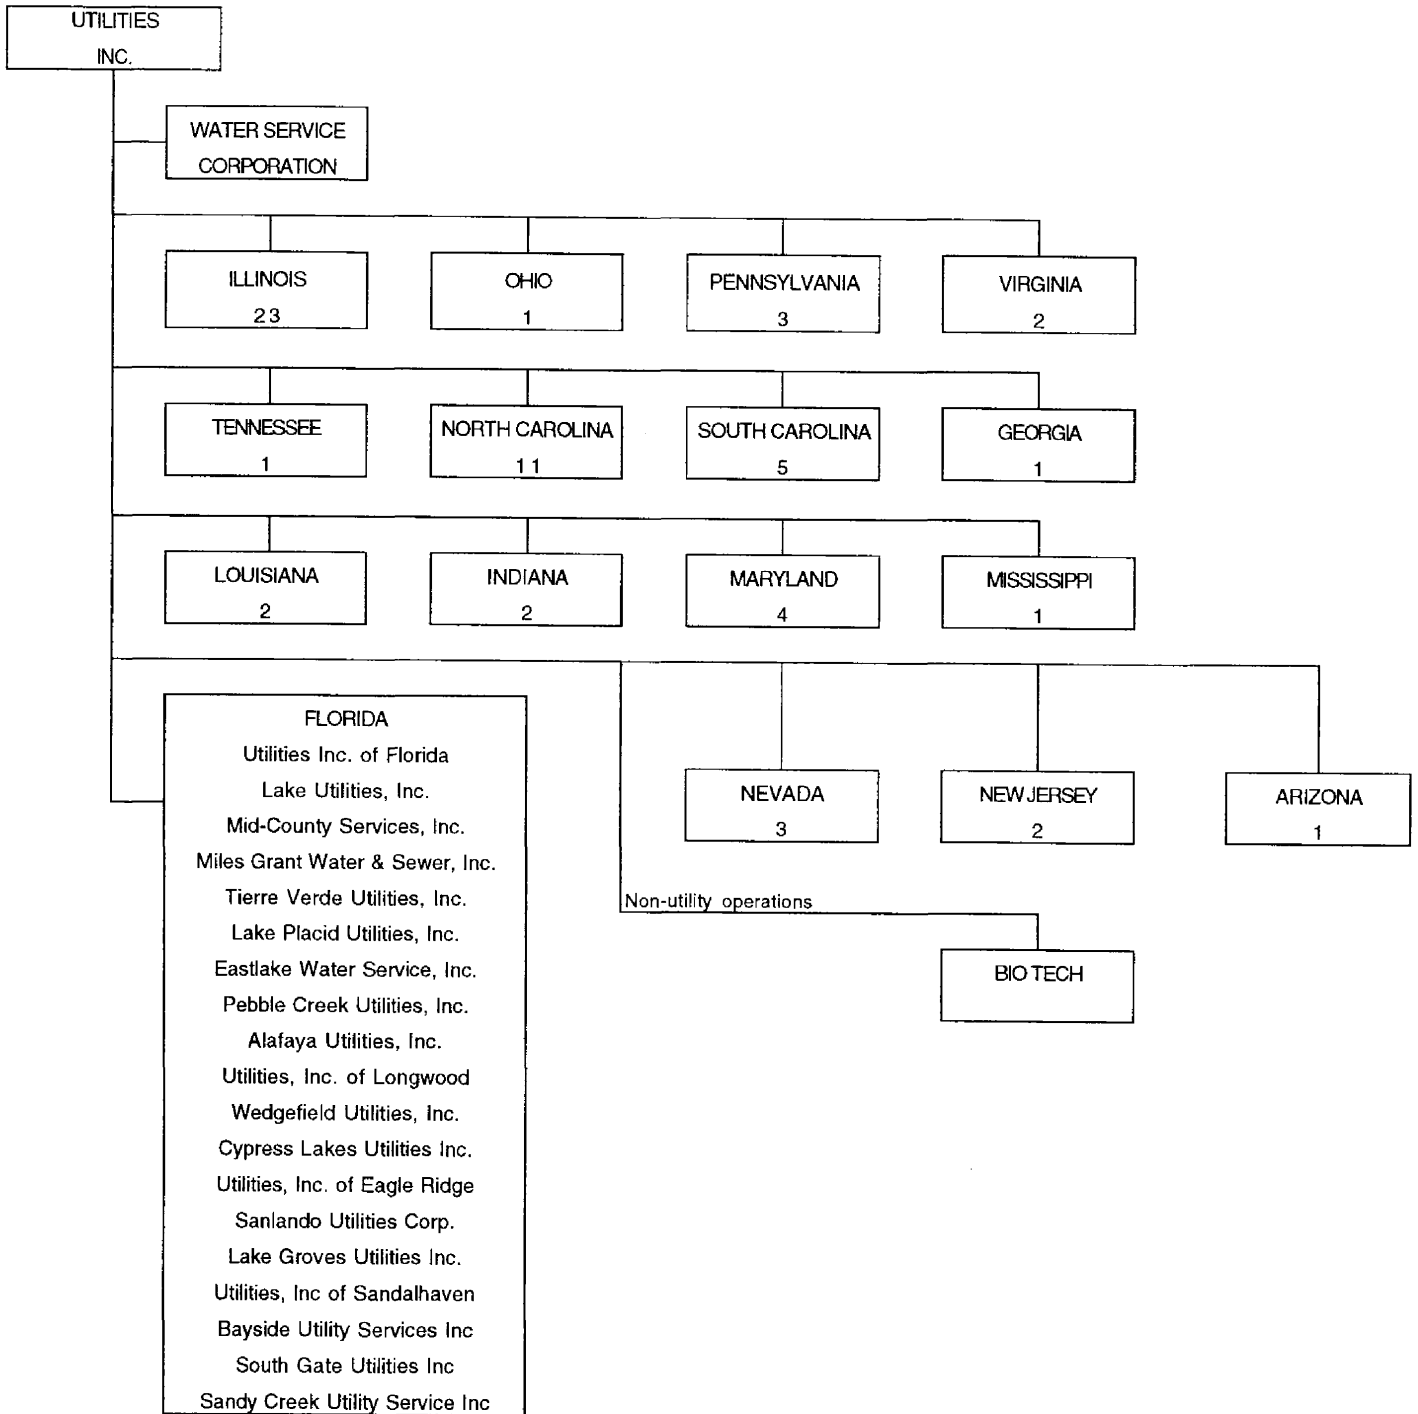 UTILITIES
INC.
WATER SERVICE
CORPORATION
ILLINOIS
23
OHIO
1
PENNSYLVANIA
3
VIRGINIA
2
TENNESSEE
1
NORTH CAROLINA
11
SOUTH CAROLINA
5
GEORGIA
1
LOUISIANA
2
INDIANA
2
MARYLAND
4
MISSISSIPPI
1
FLORIDA
Utilities Inc. of Florida
Lake Utilities, Inc.
Mid-County Services, Inc.
Miles Grant Water & Sewer, Inc.
Tierre Verde Utilities, Inc.
Lake Placid Utilities, Inc.
Eastlake Water Service, Inc.
Pebble Creek Utilities, Inc.
Alafaya Utilities, Inc.
Utilities, Inc. of Longwood
Wedgefield Utilities, Inc.
Cypress Lakes Utilities Inc.
Utilities, Inc. of Eagle Ridge
Sanlando Utilities Corp.
Lake Groves Utilities Inc.
Utilities, Inc of Sandalhaven
Bayside Utility Services Inc
South Gate Utilities Inc
Sandy Creek Utility Service Inc
NEVADA
3
NEW JERSEY
2
ARIZONA
1
Non-utility operations
BIO TECH